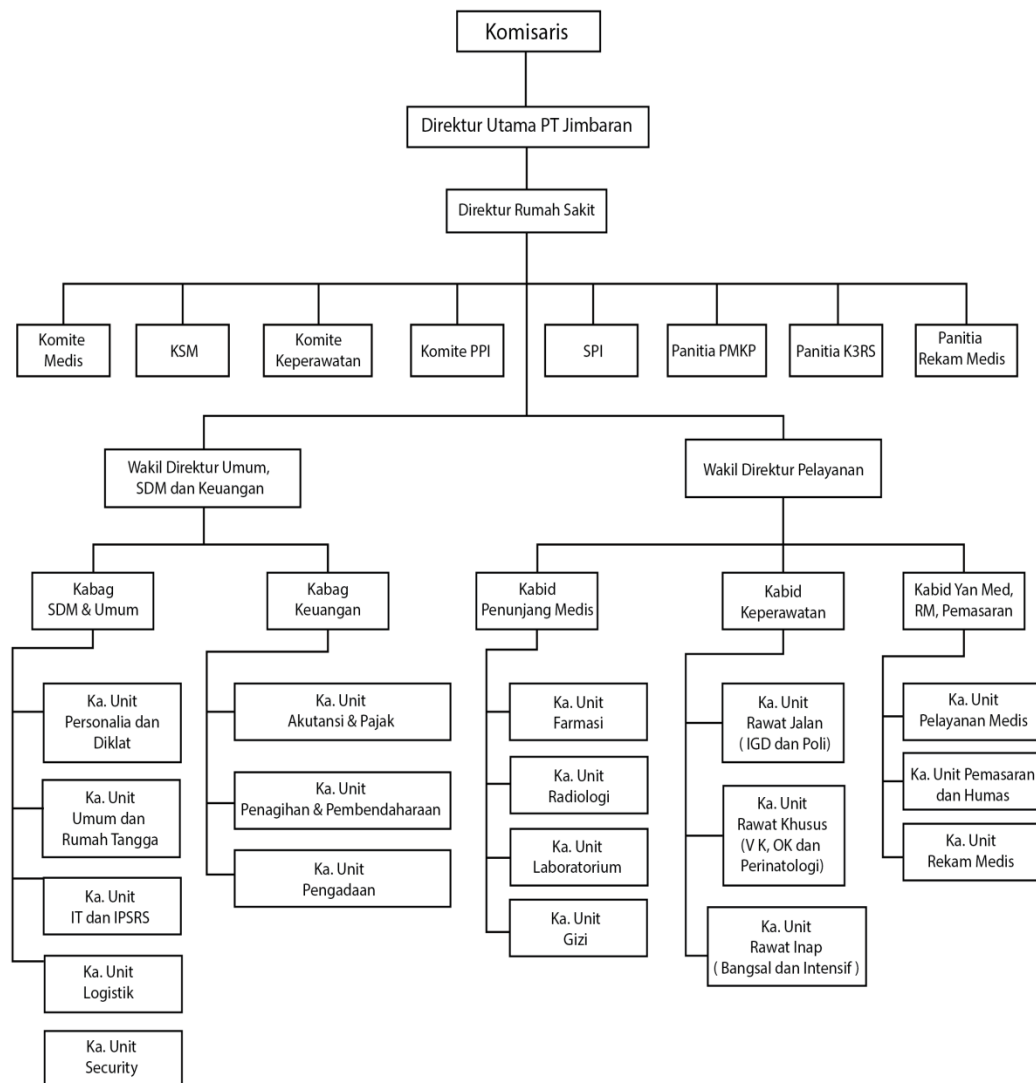 Komisaris
Direktur Utama PT Jimbaran
Direktur Rumah Sakit
Komite
Medis
KSM
Komite
Keperawatan
Komite PPI
SPI
Panitia PMKP
Panitia K3RS
Panitia
Rekam Medis
Wakil Direktur Umum,
SDM dan Keuangan
Wakil Direktur Pelayanan
Kabag
SDM & Umum
Kabag
Keuangan
Kabid
Penunjang Medis
Kabid
Keperawatan
Kabid Yan Med,
RM, Pemasaran
Ka. Unit
Personalia dan
Diklat
Ka. Unit
Umum dan
Rumah Tangga
Ka. Unit
IT dan IPSRS
Ka. Unit
Logistik
Ka. Unit
Security
Ka. Unit
Akutansi & Pajak
Ka. Unit
Penagihan & Pembendaharaan
Ka. Unit
Pengadaan
Ka. Unit
Farmasi
Ka. Unit
Radiologi
Ka. Unit
Laboratorium
Ka. Unit
Gizi
Ka. Unit
Rawat Jalan
( IGD dan Poli)
Ka. Unit
Rawat Khusus
(V K, OK dan
Perinatologi)
Ka. Unit
Rawat Inap
( Bangsal dan Intensif )
Ka. Unit
Pelayanan Medis
Ka. Unit Pemasaran
dan Humas
Ka. Unit
Rekam Medis